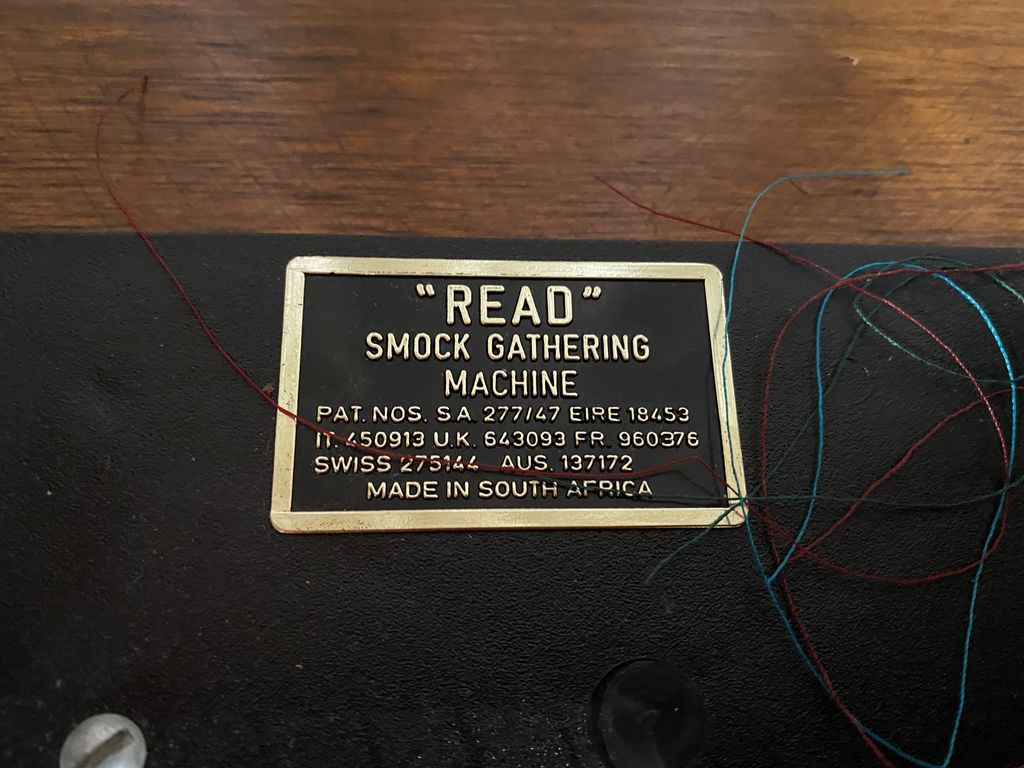 “READ”
SMOCK GATHERING
MACHINE
PAT. NOS. S.A. 277/47 EIRE 18453
IT. 450913 U.K. 643093 FR. 960376
SWISS 275144 AUS. 137172
MADE IN SOUTH AFRICA